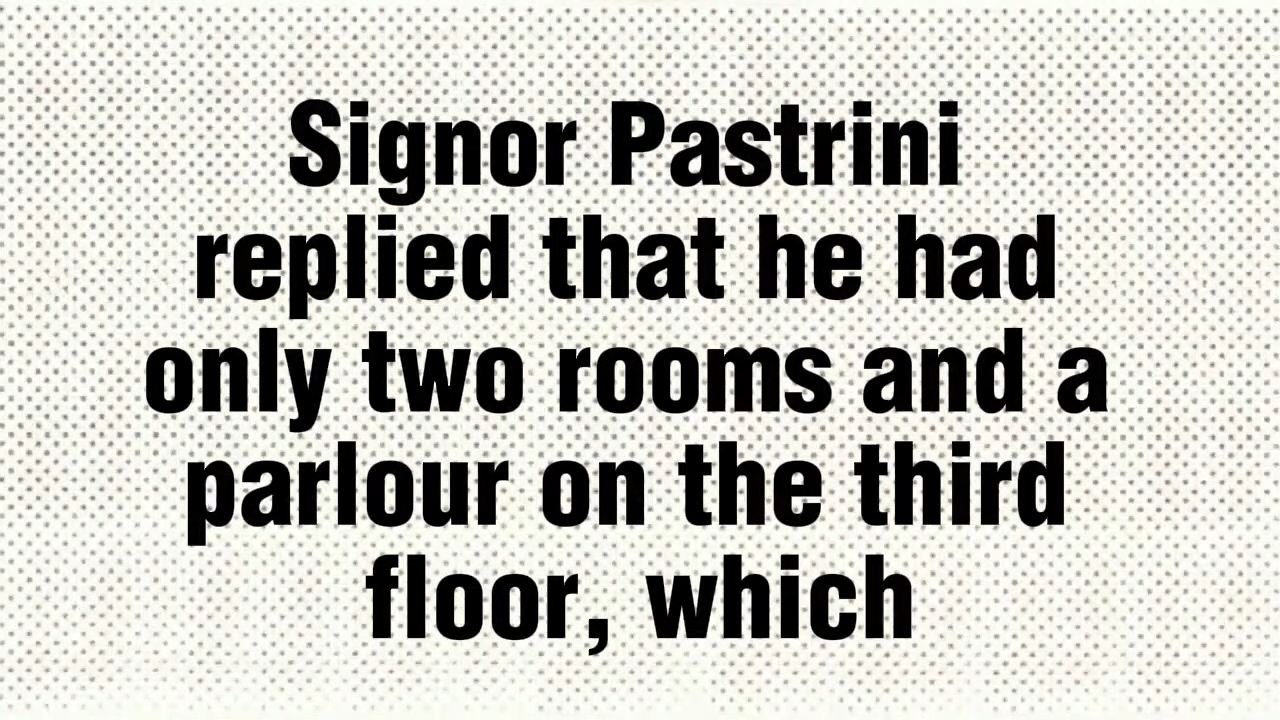 Signor Pastrini
replied that he had
only two rooms and a
parlour on the third
floor, which